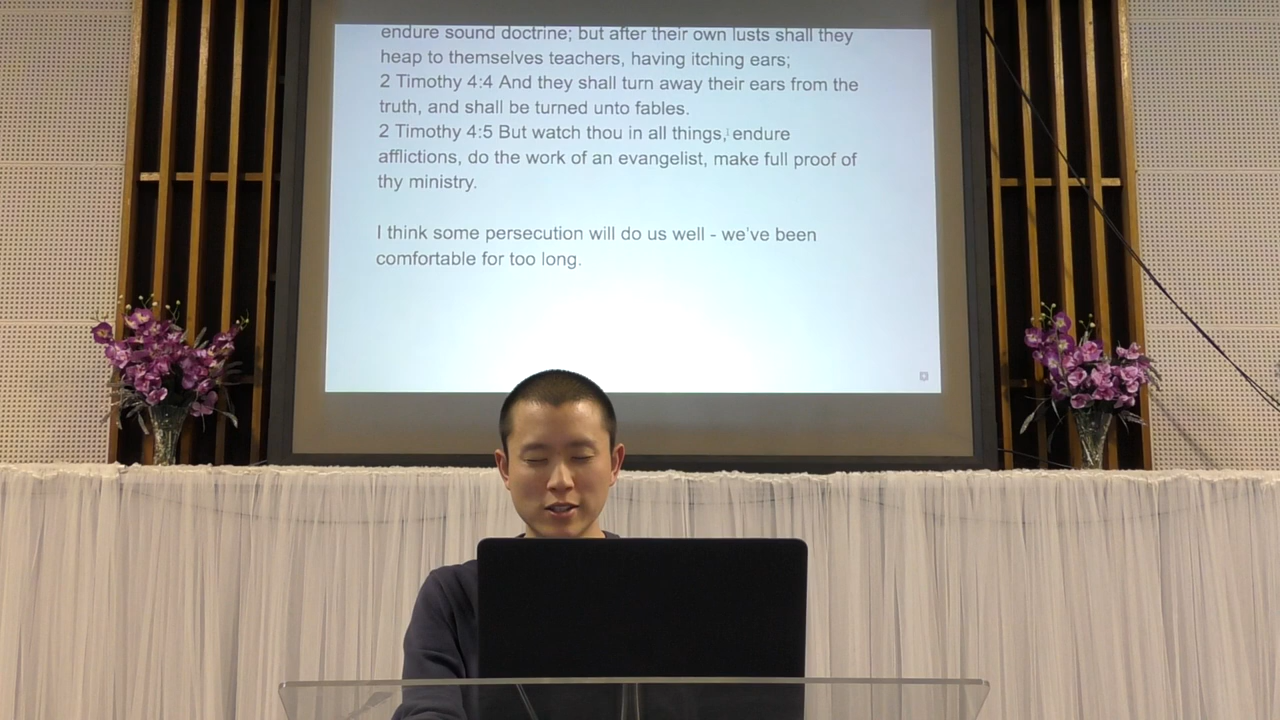 endure sound doctrine; but after their own lusts shall they
heap to themselves teachers, having itching ears;
2 Timothy 4:4 And they shall turn away their ears from the
truth, and shall be turned unto fables.
2 Timothy 4:5 But watch thou in all things, endure
afflictions, do the work of an evangelist, make full proof of
thy ministry.
I think some persecution will do us well - we've been
comfortable for too long.